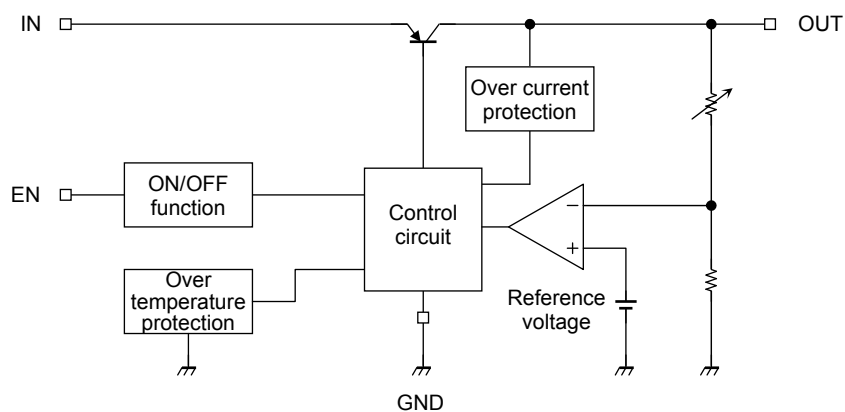 IN
OUT
Over current
protection
EN
ON/OFF
function
Control
circuit
−
+
Over
temperature
protection
Reference
voltage
GND